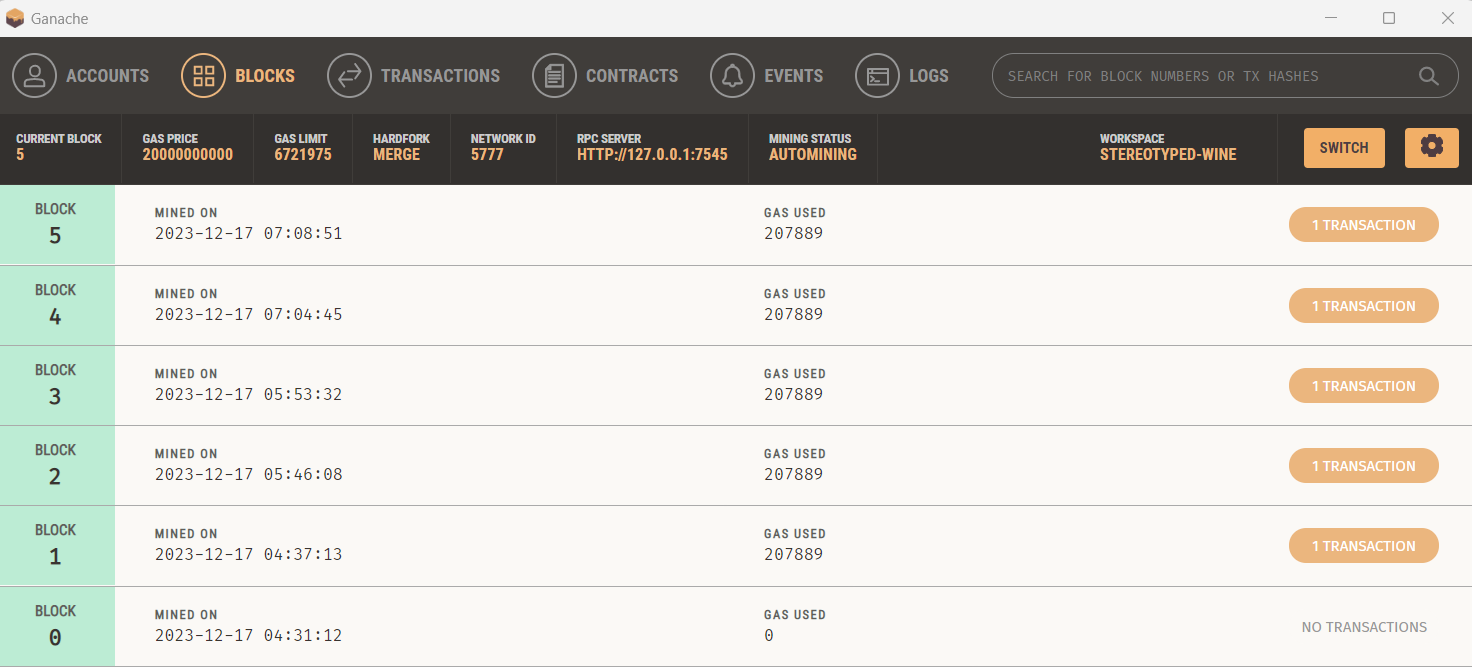 Ganache
ACCOUNTS BLOCKS TRANSACTIONS CONTRACTS EVENTS LOGS SEARCH FOR BLOCK NUMBERS OR TX HASHES
CURRENT BLOCK GAS PRICE GAS LIMIT HARDFORK NETWORK ID RPC SERVER MINING STATUS WORKSPACE
5 20000000000 6721975 MERGE 5777 HTTP://127.0.0.1:7545 AUTOMINING STEREOTYPED-WINE SWITCH
BLOCK MINED ON GAS USED
5 2023-12-17 07:08:51 207889 1 TRANSACTION
BLOCK MINED ON GAS USED
4 2023-12-17 07:04:45 207889 1 TRANSACTION
BLOCK MINED ON GAS USED
3 2023-12-17 05:53:32 207889 1 TRANSACTION
BLOCK MINED ON GAS USED
2 2023-12-17 05:46:08 207889 1 TRANSACTION
BLOCK MINED ON GAS USED
1 2023-12-17 04:37:13 207889 1 TRANSACTION
BLOCK MINED ON GAS USED
0 2023-12-17 04:31:12 0 NO TRANSACTIONS